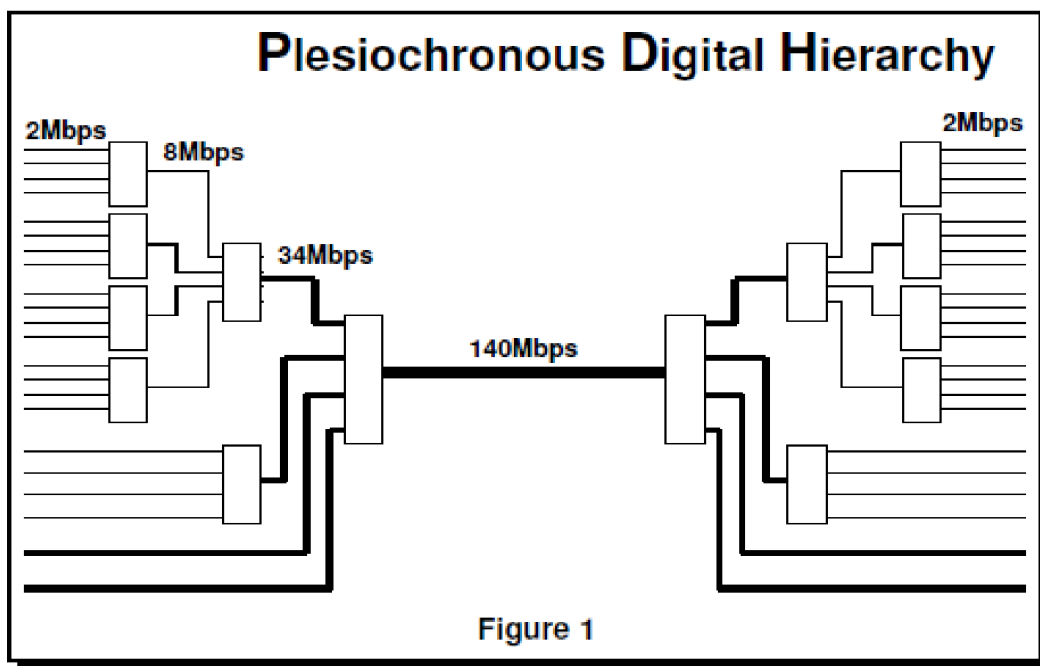 Plesiochronous Digital Hierarchy
2Mbps
2Mbps
8Mbps
34Mbps
140Mbps
Figure 1